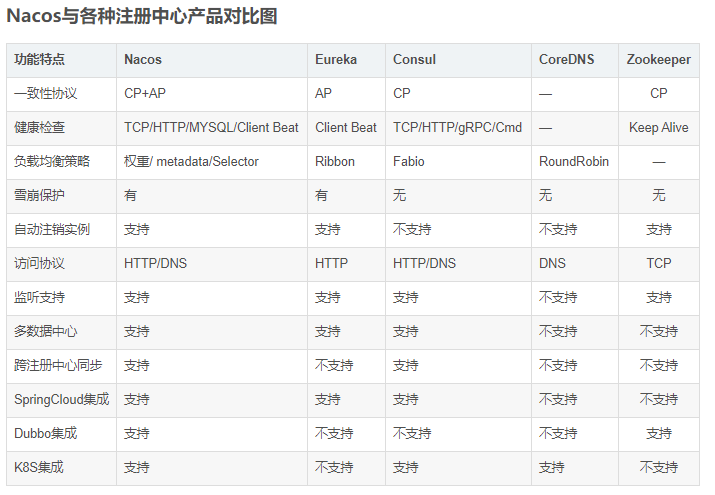 Nacos与各种注册中心产品对比图
功能特点 Nacos Eureka Consul CoreDNS Zookeeper
一致性协议 CP+AP AP CP — CP
健康检查 TCP/HTTP/MYSQL/Client Beat Client Beat TCP/HTTP/gRPC/Cmd — Keep Alive
负载均衡策略 权重/ metadata/Selector Ribbon Fabio RoundRobin —
雪崩保护 有 有 无 无 无
自动注销实例 支持 支持 不支持 不支持 支持
访问协议 HTTP/DNS HTTP HTTP/DNS DNS TCP
监听支持 支持 支持 支持 不支持 支持
多数据中心 支持 支持 支持 不支持 不支持
跨注册中心同步 支持 不支持 支持 不支持 不支持
SpringCloud集成 支持 支持 支持 不支持 不支持
Dubbo集成 支持 不支持 不支持 不支持 支持
K8S集成 支持 不支持 支持 支持 不支持